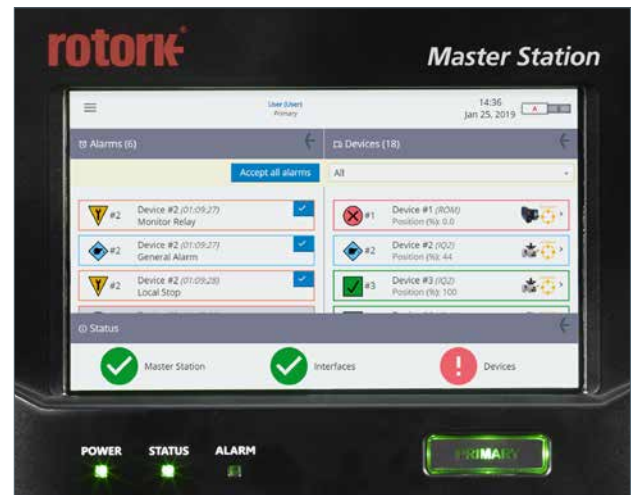 rotork
Master Station
User (User)
Primary
14:36
Jan 25, 2019
A
Alarms (6)
Devices (18)
Accept all alarms
All
#2
Device #2 (01:09:27)
Monitor Relay
#1
Device #1 (ROM)
Position (%): 0.0
#2
Device #2 (01:09:27)
General Alarm
#2
Device #2 (IQ2)
Position (%): 44
#2
Device #2 (01:09:28)
Local Stop
#3
Device #3 (IQ2)
Position (%): 100
Status
Master Station
Interfaces
Devices
POWER
STATUS
ALARM
PRIMARY